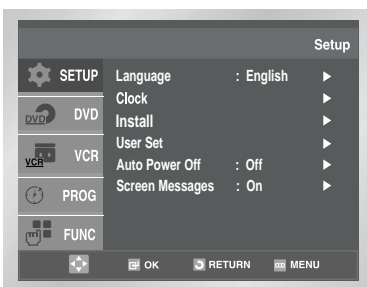 Setup
SETUP
Language : English
Clock
DVD
DVD
Install
User Set
VCR
VCR
Auto Power Off : Off
Screen Messages : On
PROG
FUNC
OK
RETURN
MENU